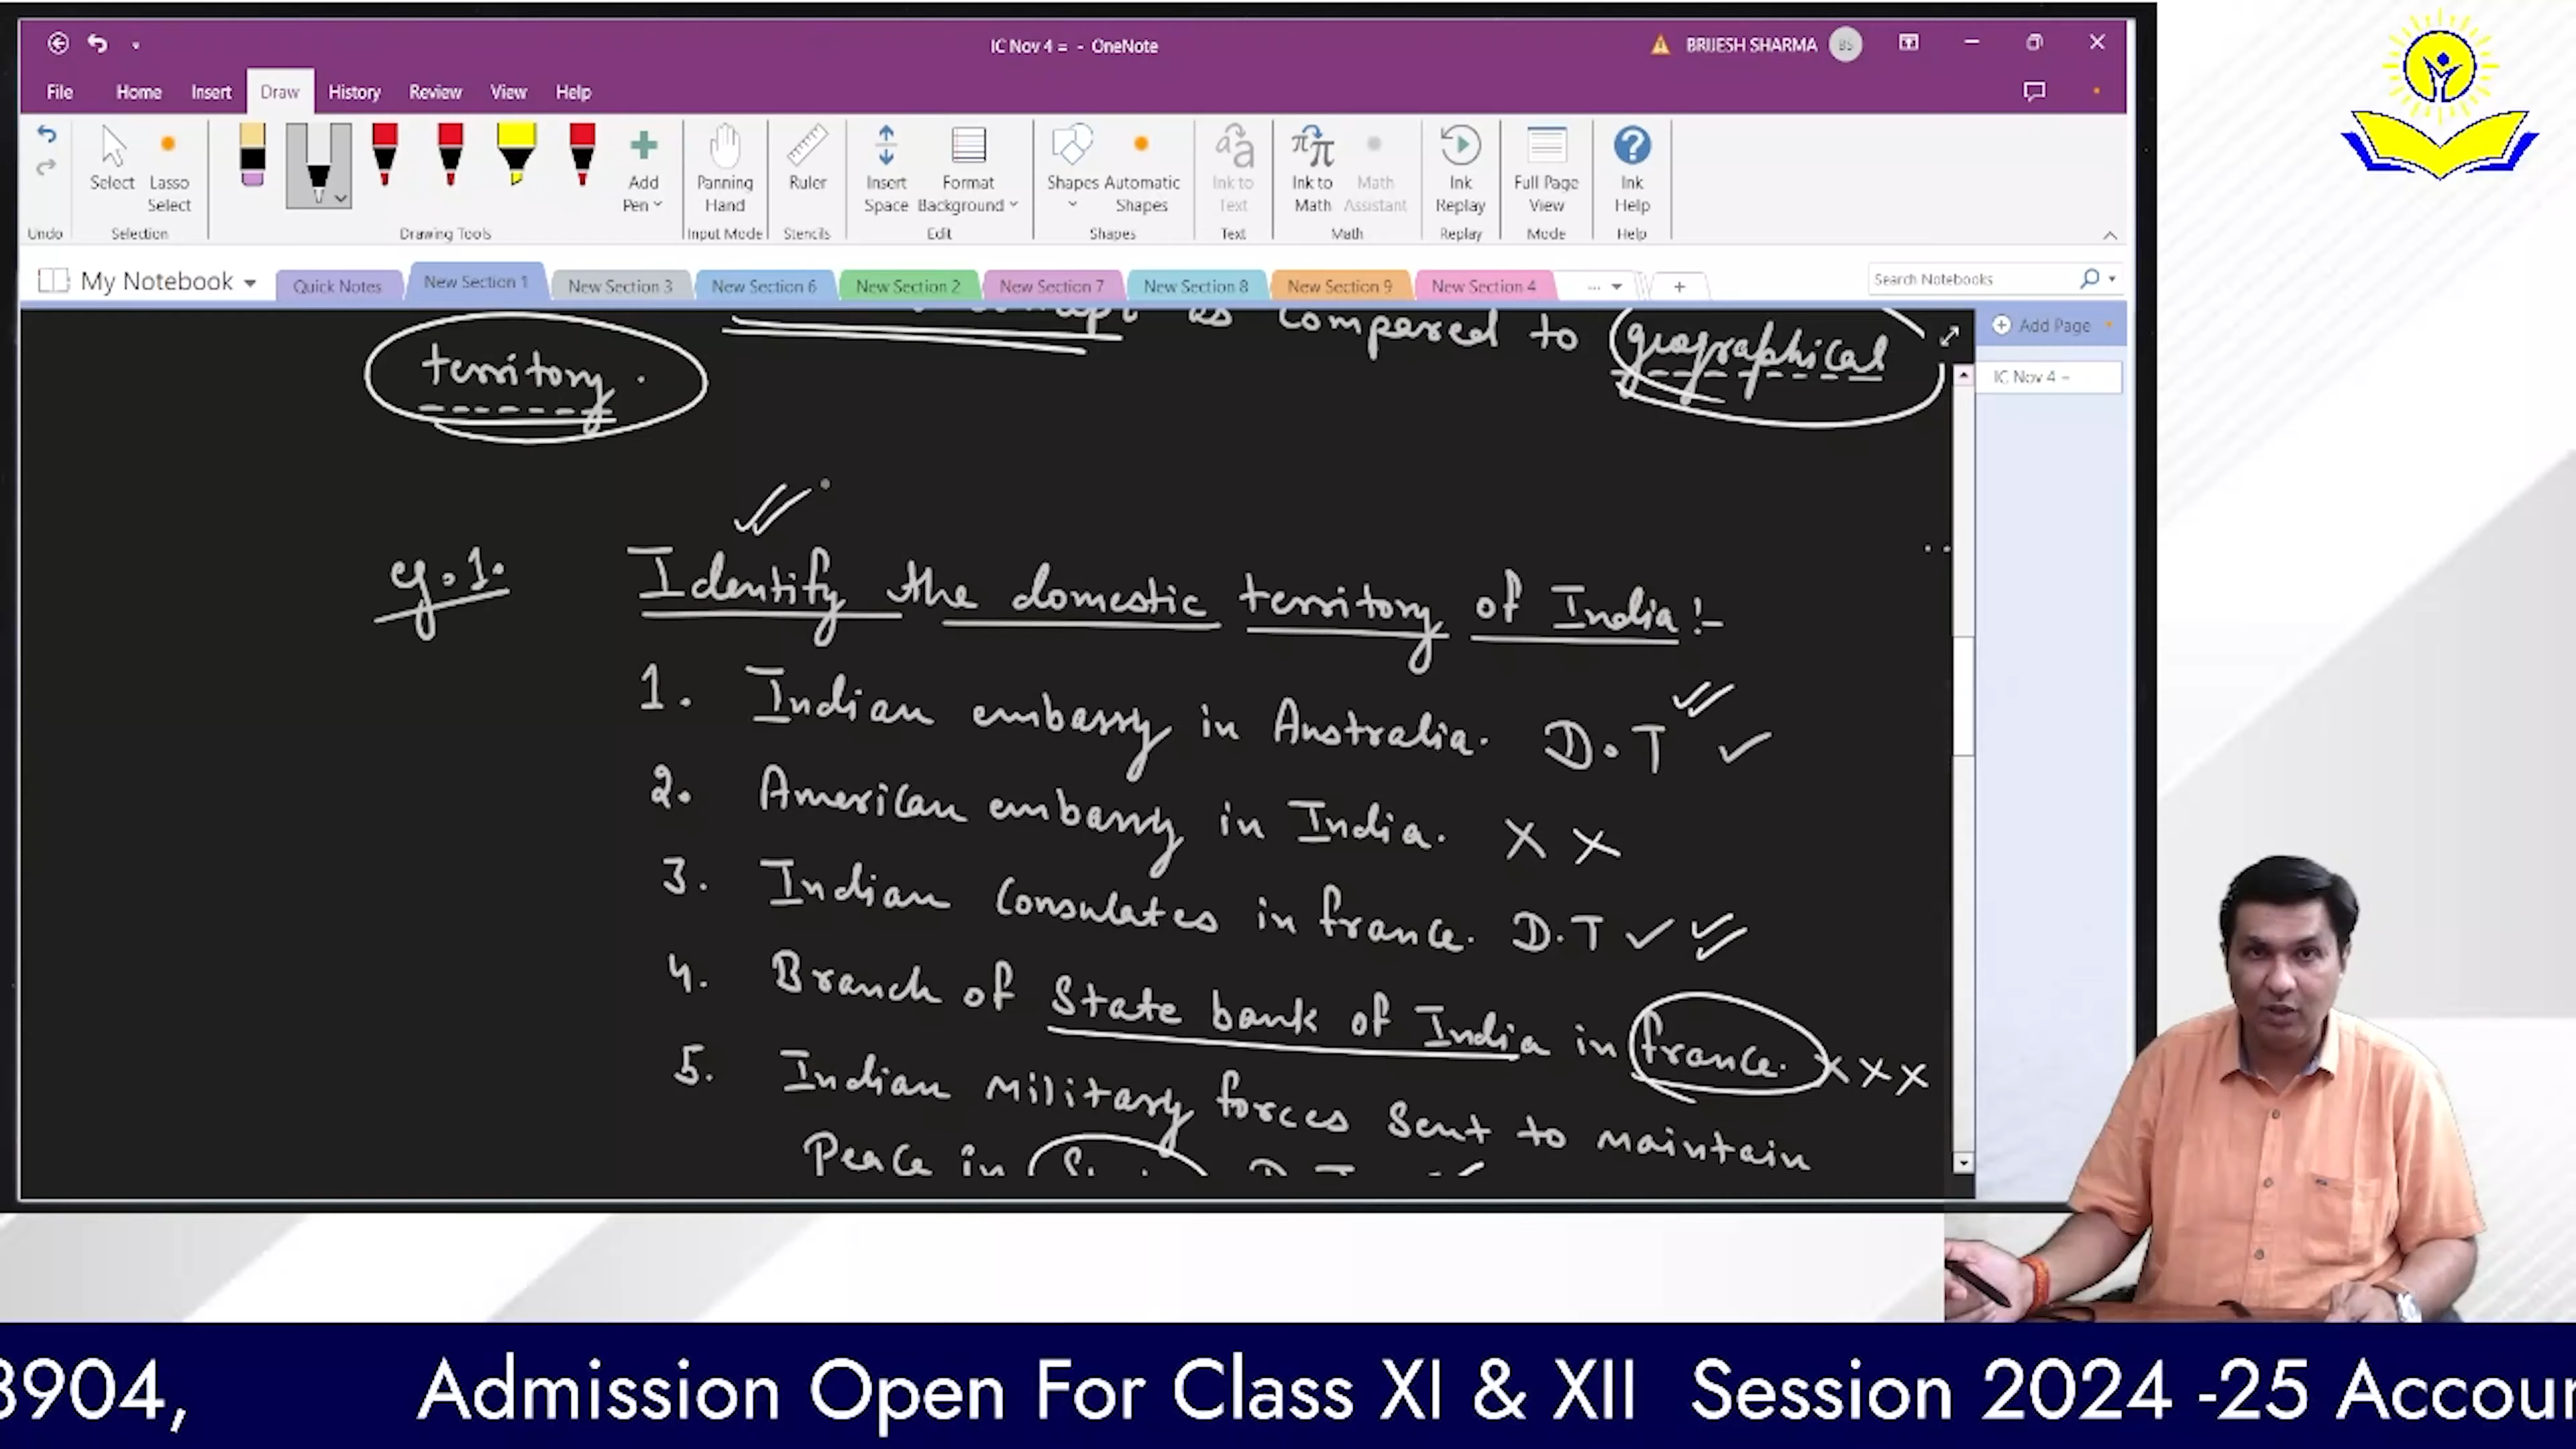 IC Nov 4 = - OneNote
BRIJESH SHARMA BS
File Home Insert Draw History Review View Help
Undo
Select
Lasso Select
Selection
Drawing Tools
Add Pen
Panning Hand
Input Mode
Ruler
Stencils
Insert Space
Format Background
Edit
Shapes
Automatic Shapes
Shapes
Ink to Text
Text
Ink to Math
Math Assistant
Math
Ink Replay
Replay
Full Page View
Mode
Ink Help
Help
My Notebook Quick Notes New Section 1 New Section 3 New Section 6 New Section 2 New Section 7 New Section 8 New Section 9 New Section 4 ... + Search Notebooks
Add Page
IC Nov 4 =
as compared to geographical
territory.
eg.1. Identify the domestic territory of India:-
1. Indian embassy in Australia. D.T
2. American embassy in India. X X
3. Indian Consulates in france. D.T
4. Branch of State bank of India in france. X X X
5. Indian Military forces Sent to maintain
Peace in
3904, Admission Open For Class XI & XII Session 2024 -25 Accoun